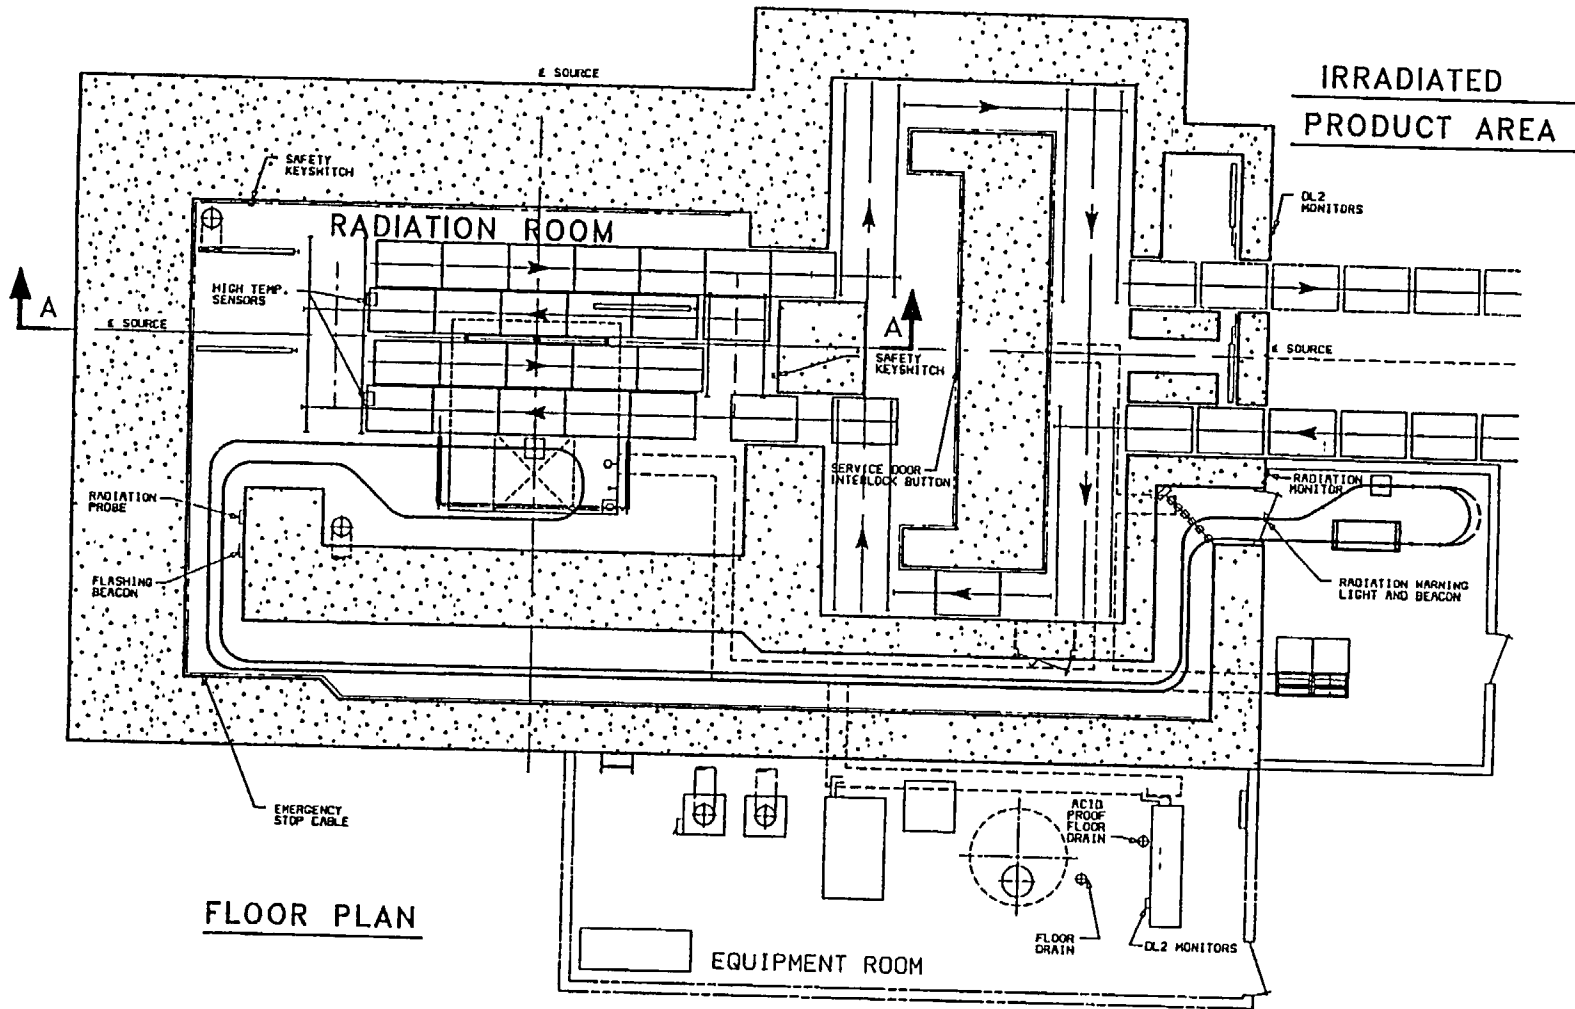 ℄ SOURCE
IRRADIATED
PRODUCT AREA
SAFETY
KEYSWITCH
DL2
MONITORS
RADIATION ROOM
HIGH TEMP.
SENSORS
A
A
℄ SOURCE
℄ SOURCE
SAFETY
KEYSWITCH
SERVICE DOOR
INTERLOCK BUTTON
RADIATION
MONITOR
RADIATION
PROBE
FLASHING
BEACON
RADIATION WARNING
LIGHT AND BEACON
EMERGENCY
STOP CABLE
ACID
PROOF
FLOOR
DRAIN
FLOOR PLAN
FLOOR
DRAIN
DL2 MONITORS
EQUIPMENT ROOM